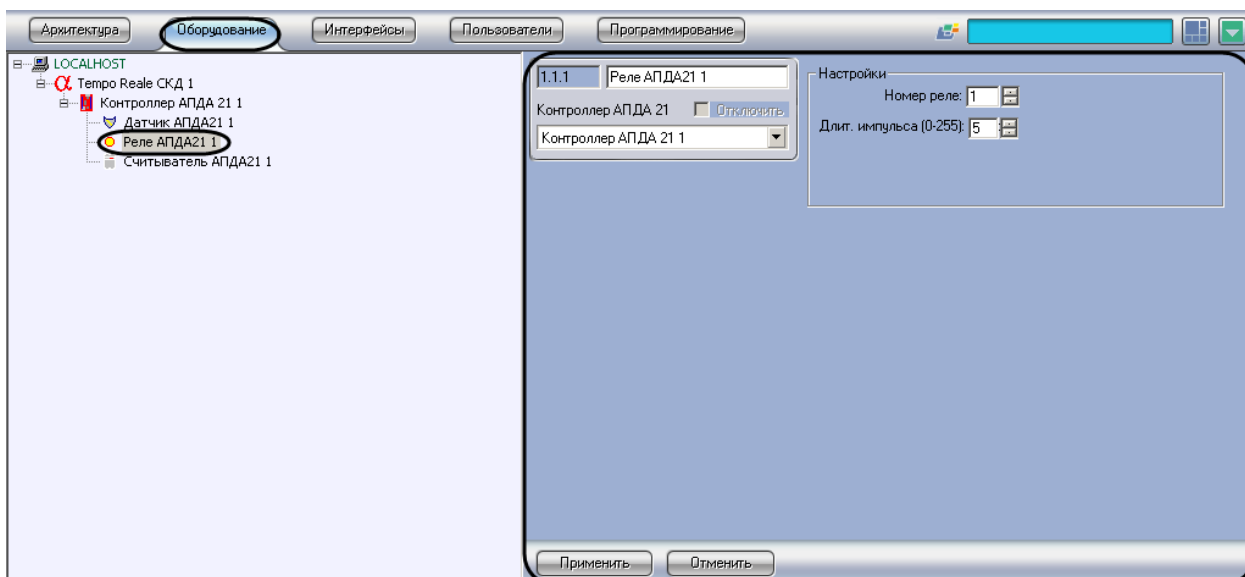 Архитектура Оборудование Интерфейсы Пользователи Программирование
LOCALHOST
Tempo Reale СКД 1
Контроллер АПДА 21 1
Датчик АПДА21 1
Реле АПДА21 1
Считыватель АПДА21 1
1.1.1 Реле АПДА21 1
Контроллер АПДА 21 Отключить
Контроллер АПДА 21 1
Настройки
Номер реле: 1
Длит. импульса (0-255): 5
Применить Отменить